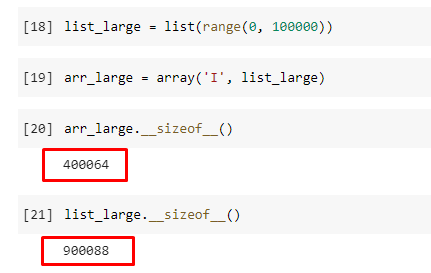 [18] list_large = list(range(0, 100000))
[19] arr_large = array('I', list_large)
[20] arr_large.__sizeof__()
400064
[21] list_large.__sizeof__()
900088